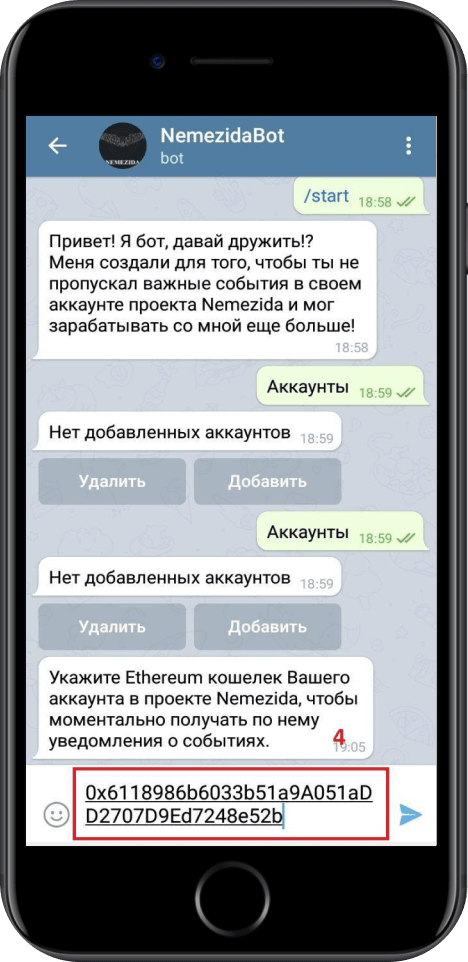 NEMEZIDA
NemezidaBot
bot
/start 18:58
Привет! Я бот, давай дружить!?
Меня создали для того, чтобы ты не
пропускал важные события в своем
аккаунте проекта Nemezida и мог
зарабатывать со мной еще больше!
18:58
Аккаунты 18:59
Нет добавленных аккаунтов 18:59
Удалить Добавить
Аккаунты 18:59
Нет добавленных аккаунтов 18:59
Удалить Добавить
Укажите Ethereum кошелек Вашего
аккаунта в проекте Nemezida, чтобы
моментально получать по нему
уведомления о событиях.
4
19:05
0x6118986b6033b51a9A051aD
D2707D9Ed7248e52b